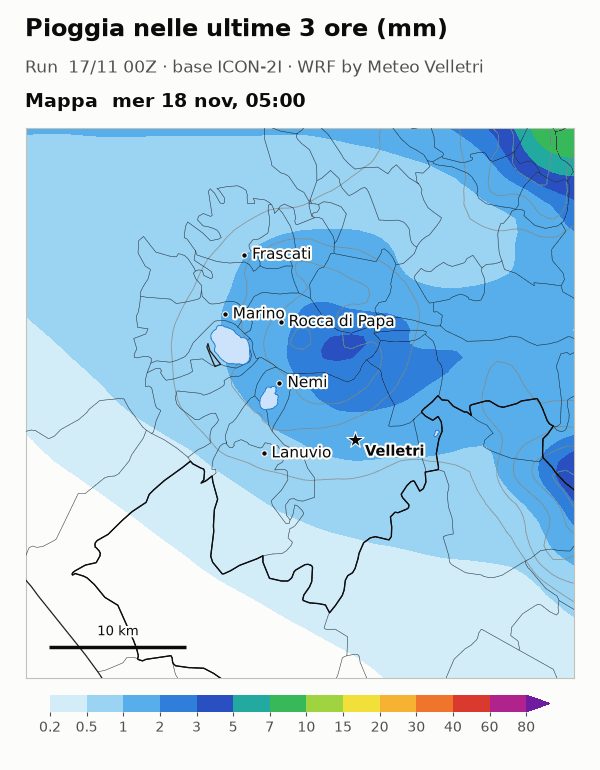 Pioggia nelle ultime 3 ore (mm)
Run  17/11 00Z · base ICON-2I · WRF by Meteo Velletri
Mappa  mer 18 nov, 05:00
Frascati
Marino
Rocca di Papa
Nemi
Velletri
Lanuvio
10 km
0.2 0.5 1 2 3 5 7 10 15 20 30 40 60 80